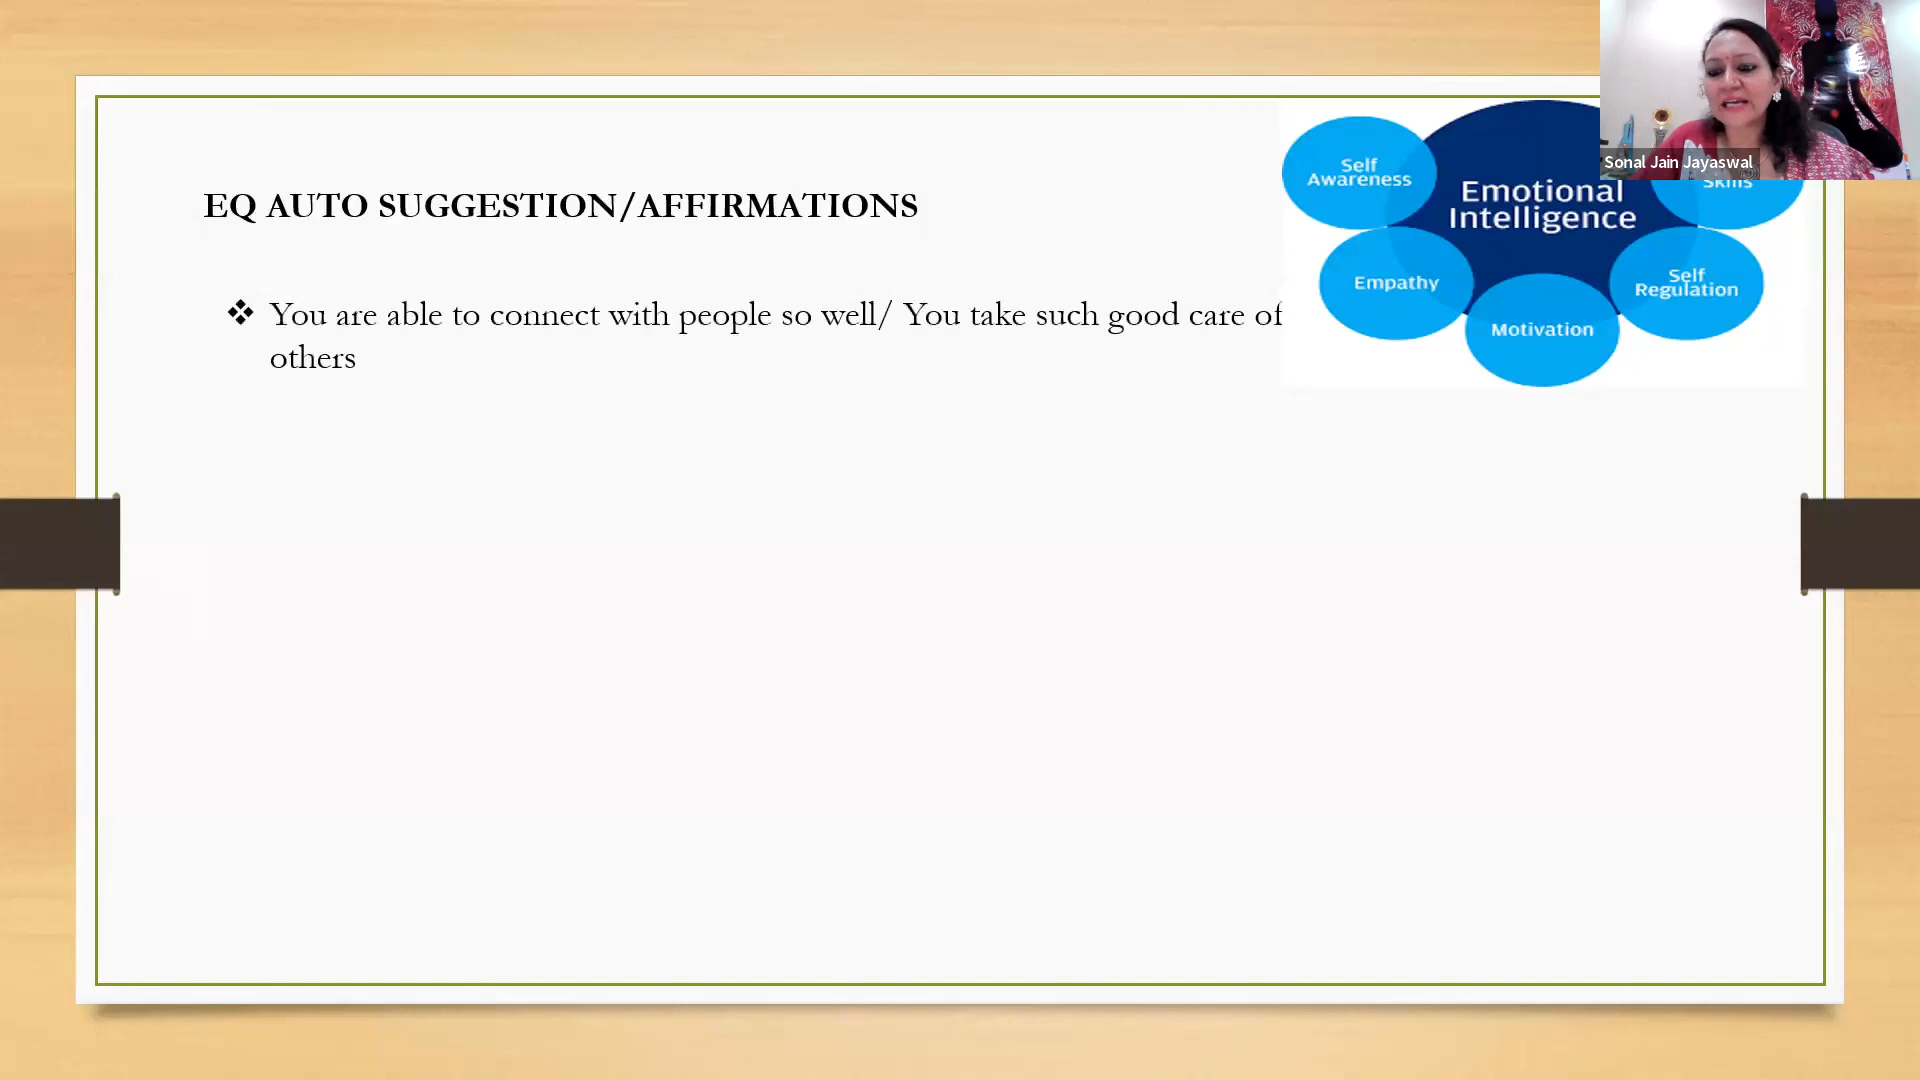 Sonal Jain Jayaswal
EQ AUTO SUGGESTION/AFFIRMATIONS
❖ You are able to connect with people so well/ You take such good care of
others
Self
Awareness
Emotional
Intelligence
Skills
Empathy
Self
Regulation
Motivation